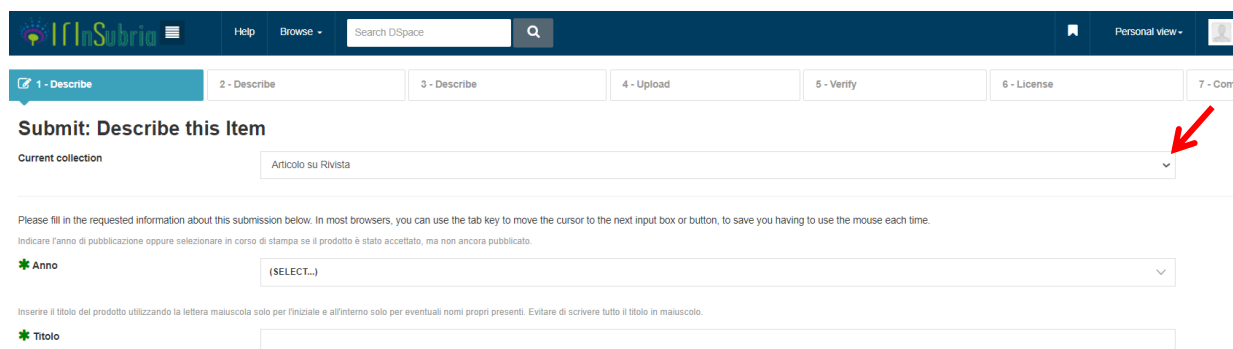 IrInSubria
Help
Browse
Search DSpace
Personal view
1 - Describe
2 - Describe
3 - Describe
4 - Upload
5 - Verify
6 - License
7 - Com
Submit: Describe this Item
Current collection
Articolo su Rivista
Please fill in the requested information about this submission below. In most browsers, you can use the tab key to move the cursor to the next input box or button, to save you having to use the mouse each time.
Indicare l'anno di pubblicazione oppure selezionare in corso di stampa se il prodotto è stato accettato, ma non ancora pubblicato.
✱ Anno
(SELECT...)
Inserire il titolo del prodotto utilizzando la lettera maiuscola solo per l'iniziale e all'interno solo per eventuali nomi propri presenti. Evitare di scrivere tutto il titolo in maiuscolo.
✱ Titolo